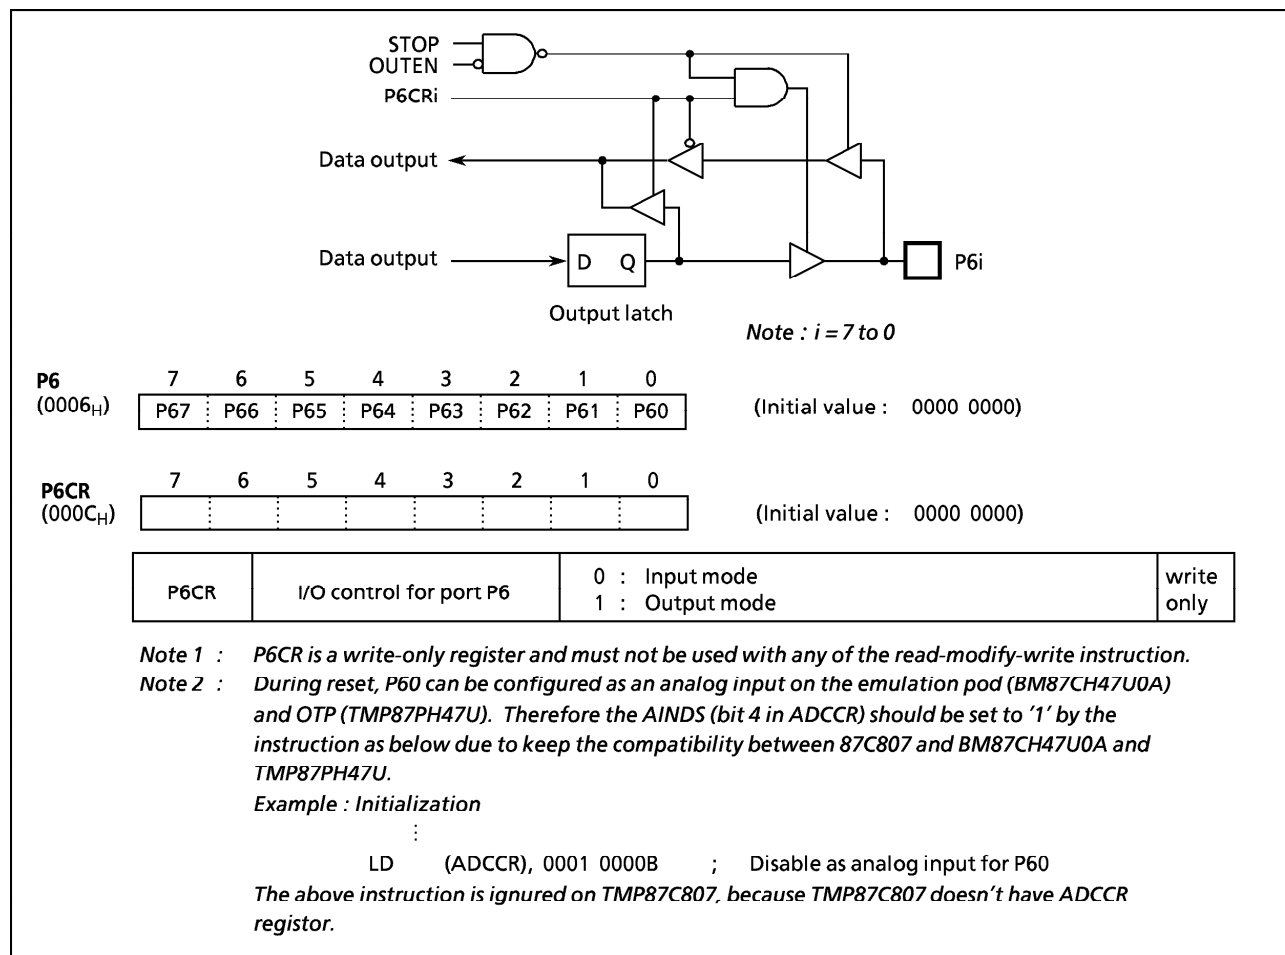 STOP
OUTEN
P6CRi
Data output
Data output
D Q
P6i
Output latch
Note : i = 7 to 0
P6
(0006H)
7 6 5 4 3 2 1 0
P67 P66 P65 P64 P63 P62 P61 P60
(Initial value : 0000 0000)
P6CR
(000CH)
7 6 5 4 3 2 1 0
(Initial value : 0000 0000)
P6CR I/O control for port P6
0 : Input mode
1 : Output mode
write
only
Note 1 : P6CR is a write-only register and must not be used with any of the read-modify-write instruction.
Note 2 : During reset, P60 can be configured as an analog input on the emulation pod (BM87CH47U0A)
and OTP (TMP87PH47U). Therefore the AINDS (bit 4 in ADCCR) should be set to '1' by the
instruction as below due to keep the compatibility between 87C807 and BM87CH47U0A and
TMP87PH47U.
Example : Initialization
⋮
LD (ADCCR), 0001 0000B ; Disable as analog input for P60
The above instruction is ignured on TMP87C807, because TMP87C807 doesn't have ADCCR
registor.